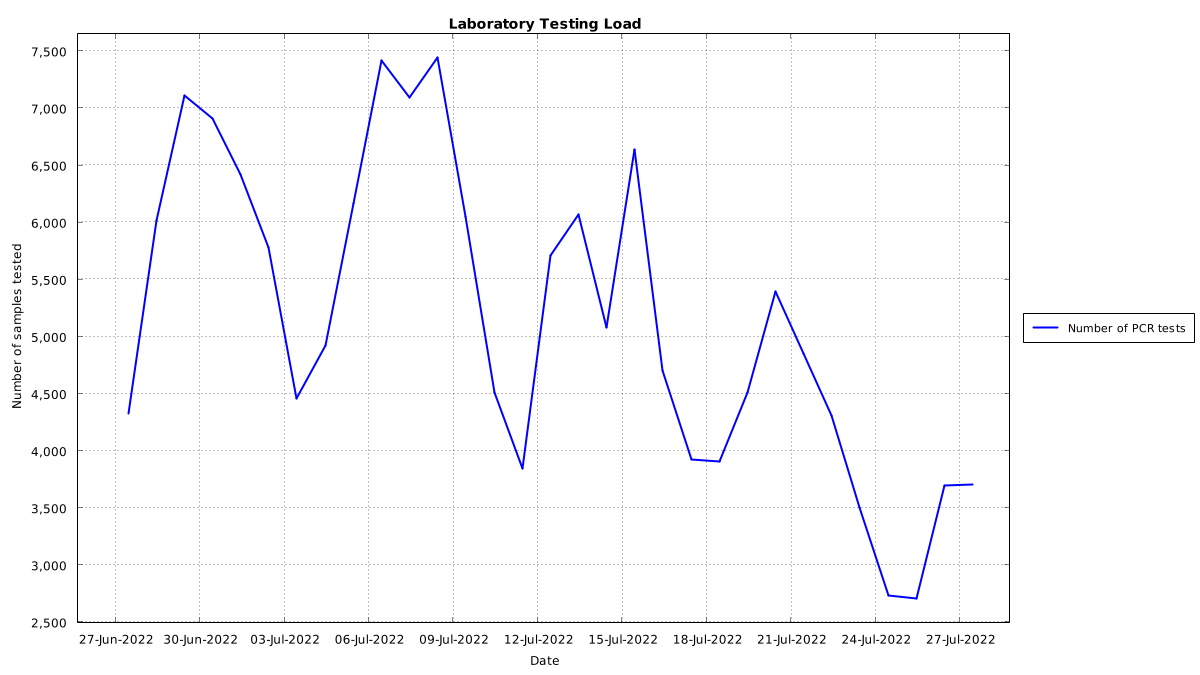 Laboratory Testing Load
7,500
7,000
6,500
6,000
5,500
5,000
4,500
4,000
3,500
3,000
2,500
Number of samples tested
27-Jun-2022 30-Jun-2022 03-Jul-2022 06-Jul-2022 09-Jul-2022 12-Jul-2022 15-Jul-2022 18-Jul-2022 21-Jul-2022 24-Jul-2022 27-Jul-2022
Date
Number of PCR tests